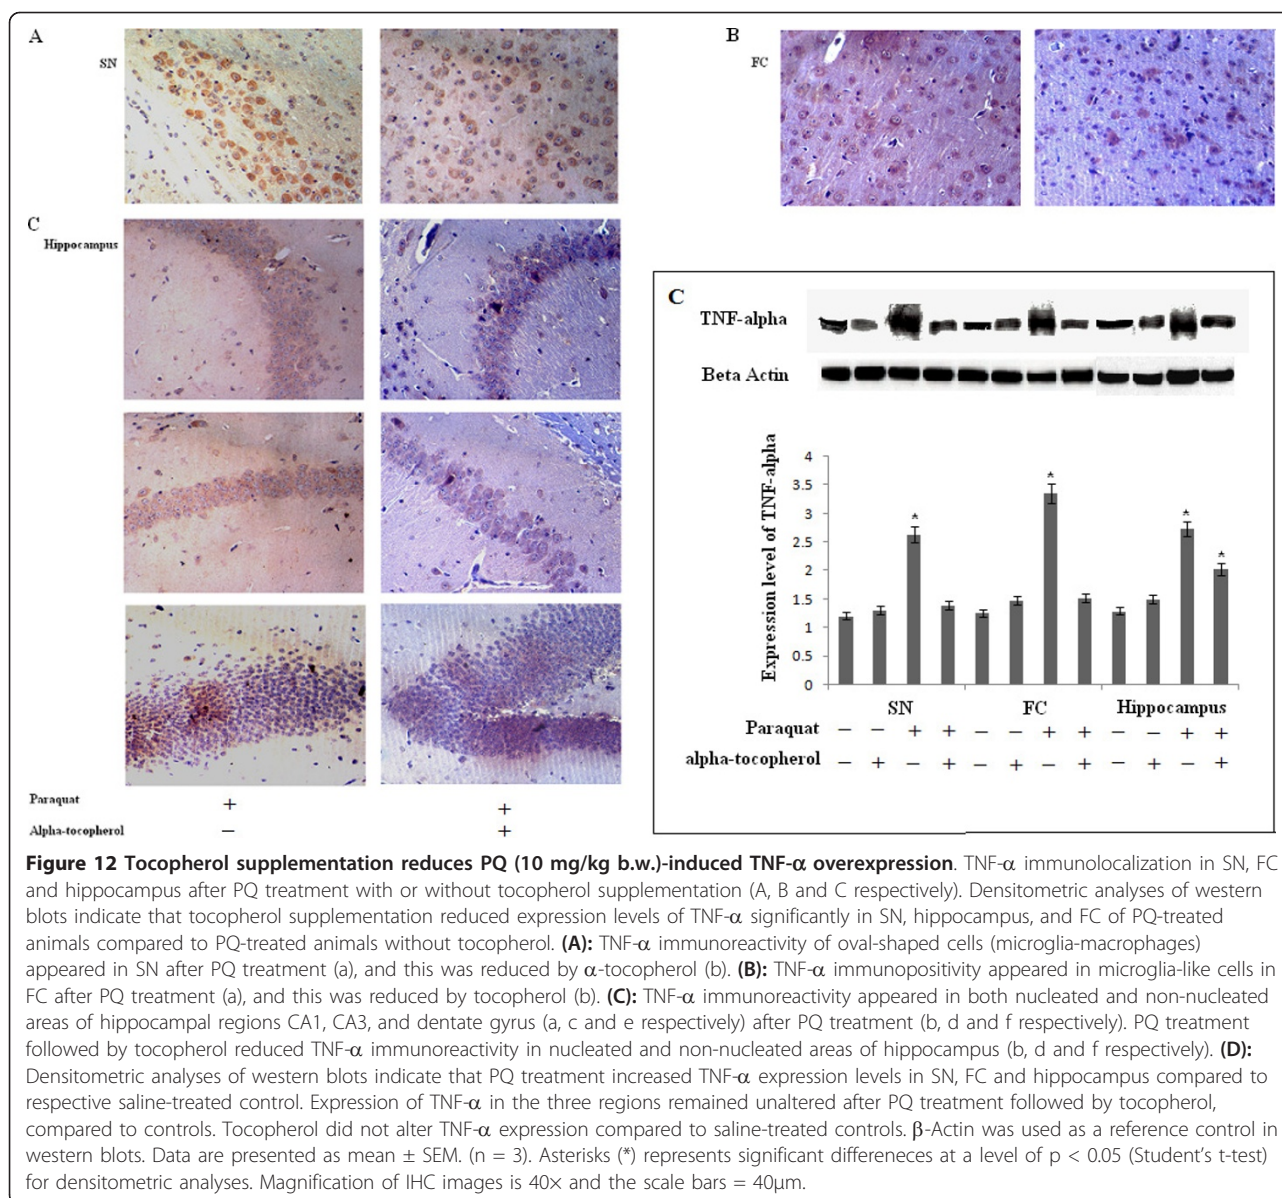 A
SN
B
FC
C
Hippocampus
Paraquat + +
Alpha-tocopherol − +
C
TNF-alpha
Beta Actin
Expression level of TNF-alpha
4
3.5
3
2.5
2
1.5
1
0.5
0
* * * *
SN FC Hippocampus
Paraquat − − + + − − + + − − + +
alpha-tocopherol − + − + − + − + − + − +
Figure 12 Tocopherol supplementation reduces PQ (10 mg/kg b.w.)-induced TNF-α overexpression. TNF-α immunolocalization in SN, FC
and hippocampus after PQ treatment with or without tocopherol supplementation (A, B and C respectively). Densitometric analyses of western
blots indicate that tocopherol supplementation reduced expression levels of TNF-α significantly in SN, hippocampus, and FC of PQ-treated
animals compared to PQ-treated animals without tocopherol. (A): TNF-α immunoreactivity of oval-shaped cells (microglia-macrophages)
appeared in SN after PQ treatment (a), and this was reduced by α-tocopherol (b). (B): TNF-α immunopositivity appeared in microglia-like cells in
FC after PQ treatment (a), and this was reduced by tocopherol (b). (C): TNF-α immunoreactivity appeared in both nucleated and non-nucleated
areas of hippocampal regions CA1, CA3, and dentate gyrus (a, c and e respectively) after PQ treatment (b, d and f respectively). PQ treatment
followed by tocopherol reduced TNF-α immunoreactivity in nucleated and non-nucleated areas of hippocampus (b, d and f respectively). (D):
Densitometric analyses of western blots indicate that PQ treatment increased TNF-α expression levels in SN, FC and hippocampus compared to
respective saline-treated control. Expression of TNF-α in the three regions remained unaltered after PQ treatment followed by tocopherol,
compared to controls. Tocopherol did not alter TNF-α expression compared to saline-treated controls. β-Actin was used as a reference control in
western blots. Data are presented as mean ± SEM. (n = 3). Asterisks (*) represents significant differeneces at a level of p < 0.05 (Student's t-test)
for densitometric analyses. Magnification of IHC images is 40× and the scale bars = 40μm.